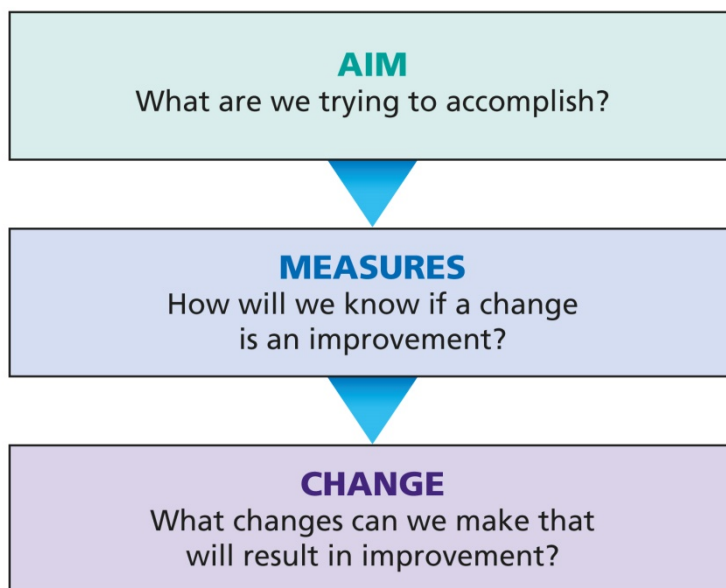 AIM
What are we trying to accomplish?
MEASURES
How will we know if a change
is an improvement?
CHANGE
What changes can we make that
will result in improvement?